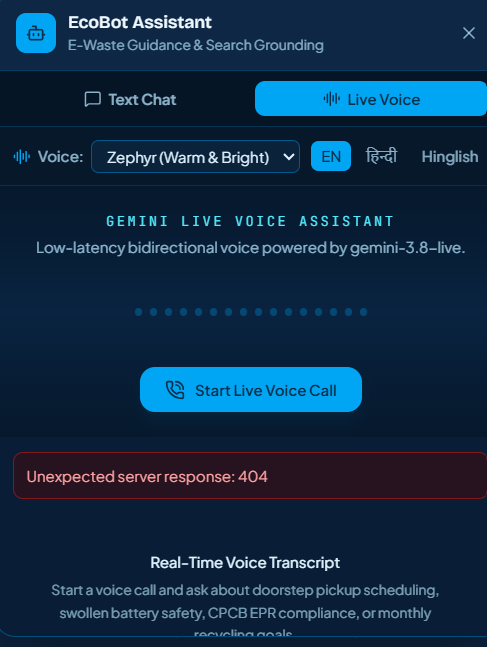 EcoBot Assistant
E-Waste Guidance & Search Grounding
Text Chat
Live Voice
Voice: Zephyr (Warm & Bright) EN हिन्दी Hinglish
GEMINI LIVE VOICE ASSISTANT
Low-latency bidirectional voice powered by gemini-3.8-live.
Start Live Voice Call
Unexpected server response: 404
Real-Time Voice Transcript
Start a voice call and ask about doorstep pickup scheduling,
swollen battery safety, CPCB EPR compliance, or monthly
recycling goals.